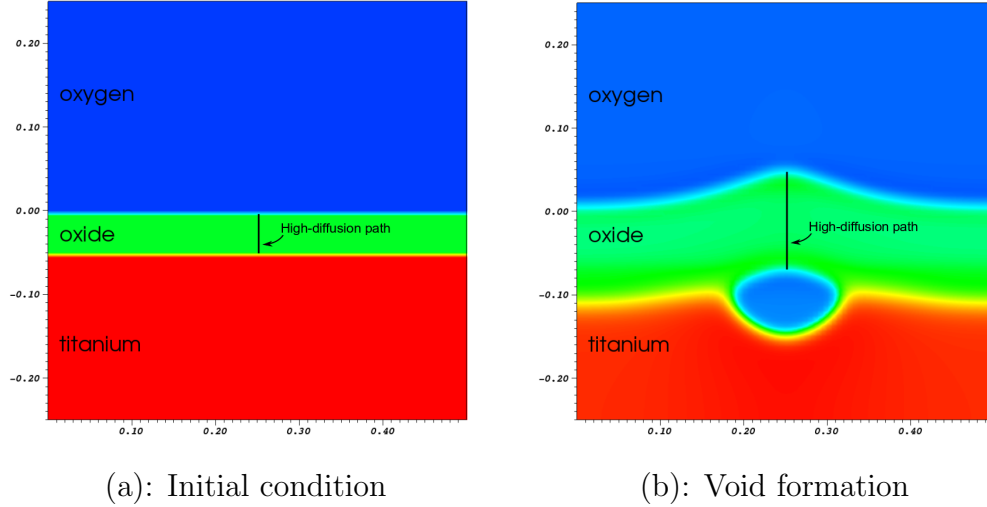 0.20
oxygen
0.10
0.00
oxide
High-diffusion path
-0.10
titanium
-0.20
0.10 0.20 0.30 0.40
(a): Initial condition
0.20
oxygen
0.10
0.00
oxide
High-diffusion path
-0.10
titanium
-0.20
0.10 0.20 0.30 0.40
(b): Void formation